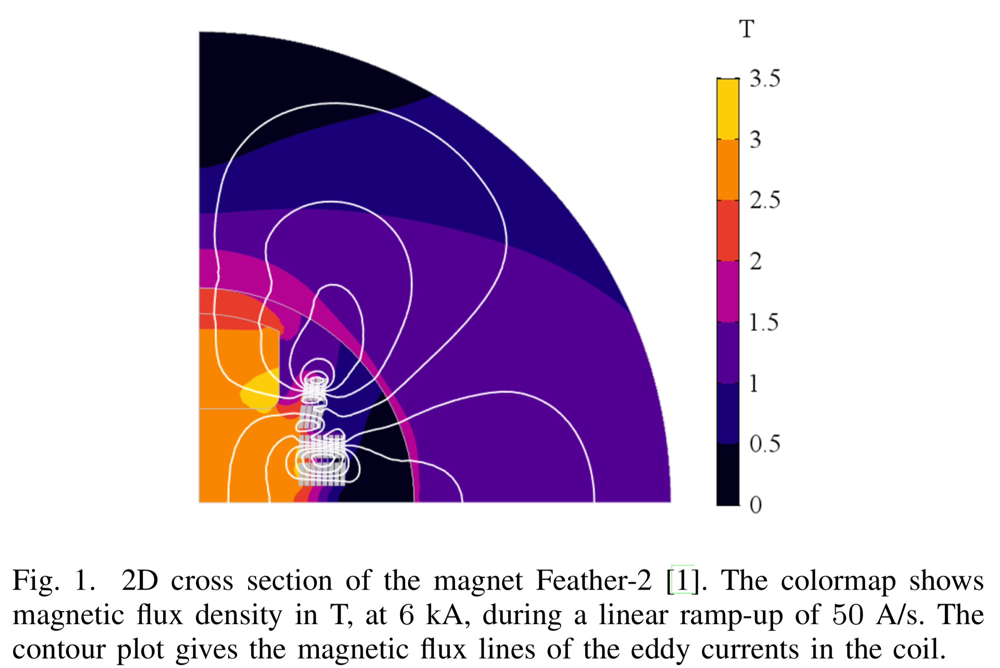 T
3.5
3
2.5
2
1.5
1
0.5
0
Fig. 1. 2D cross section of the magnet Feather-2 [1]. The colormap shows
magnetic flux density in T, at 6 kA, during a linear ramp-up of 50 A/s. The
contour plot gives the magnetic flux lines of the eddy currents in the coil.